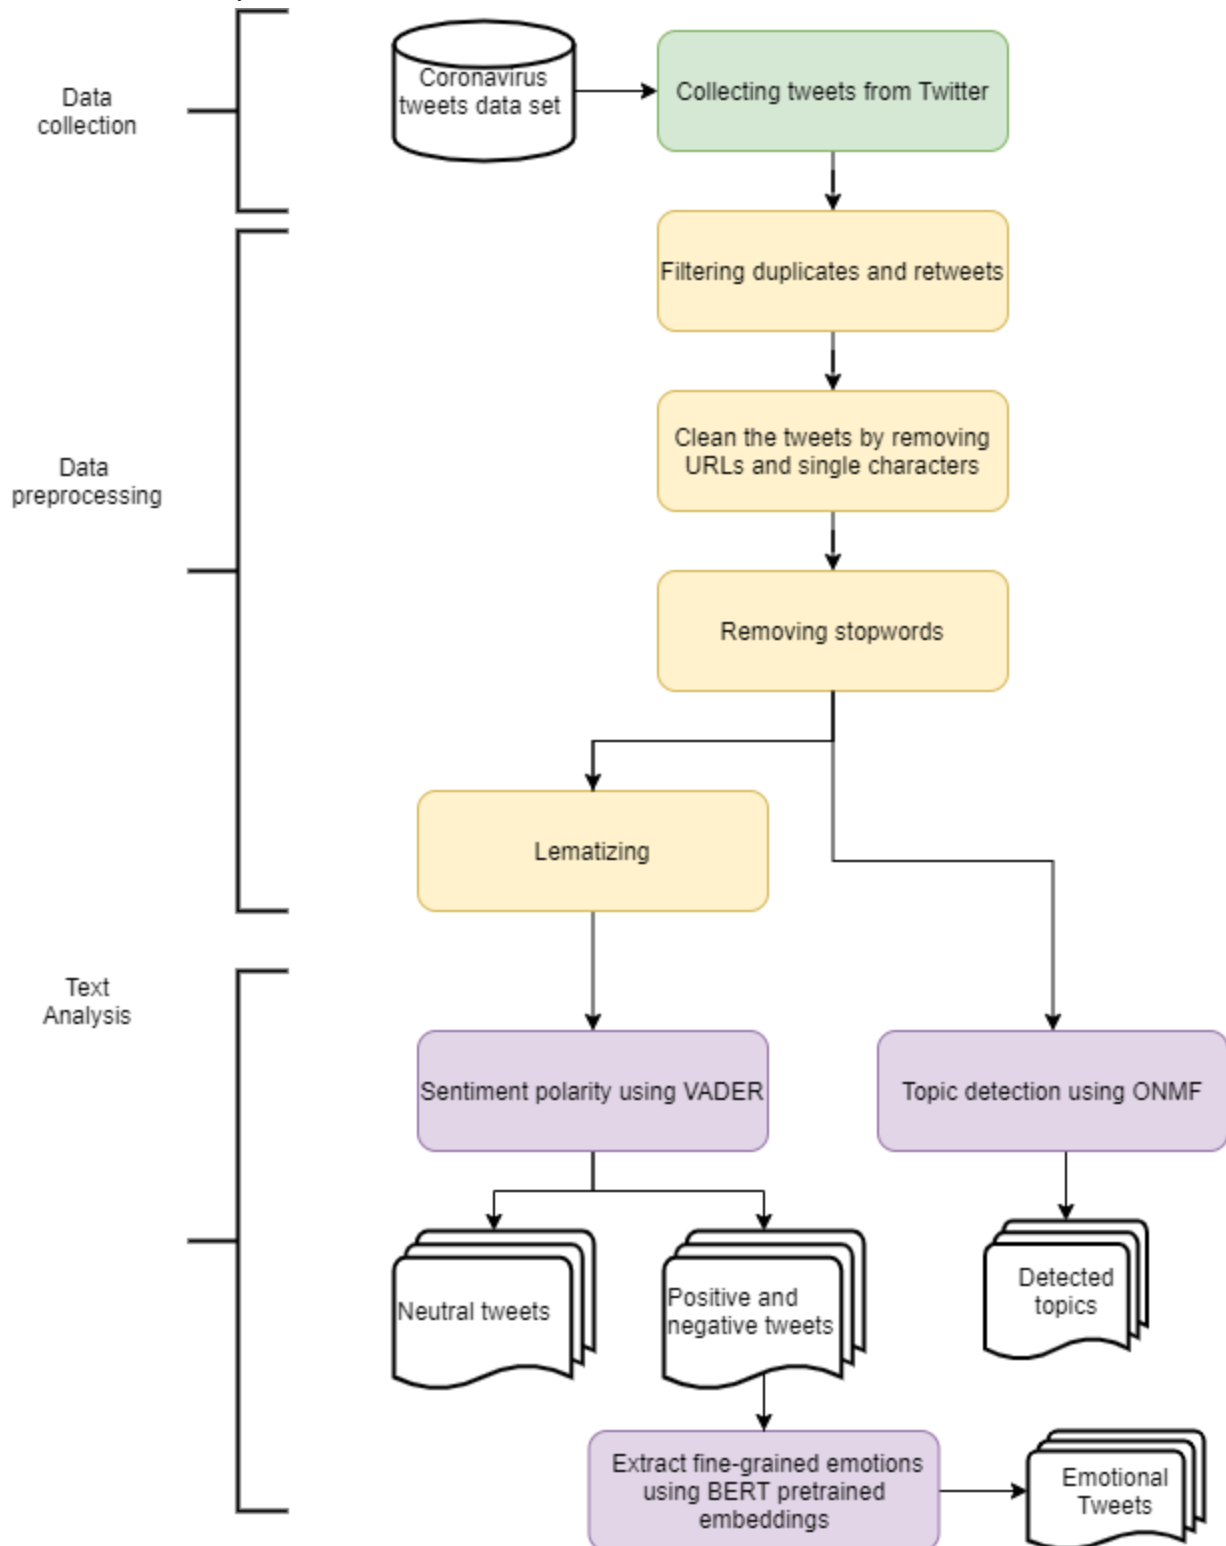 Data
collection
Coronavirus
tweets data set
Collecting tweets from Twitter
Filtering duplicates and retweets
Data
preprocessing
Clean the tweets by removing
URLs and single characters
Removing stopwords
Lematizing
Text
Analysis
Sentiment polarity using VADER
Topic detection using ONMF
Neutral tweets
Positive and
negative tweets
Detected
topics
Extract fine-grained emotions
using BERT pretrained
embeddings
Emotional
Tweets